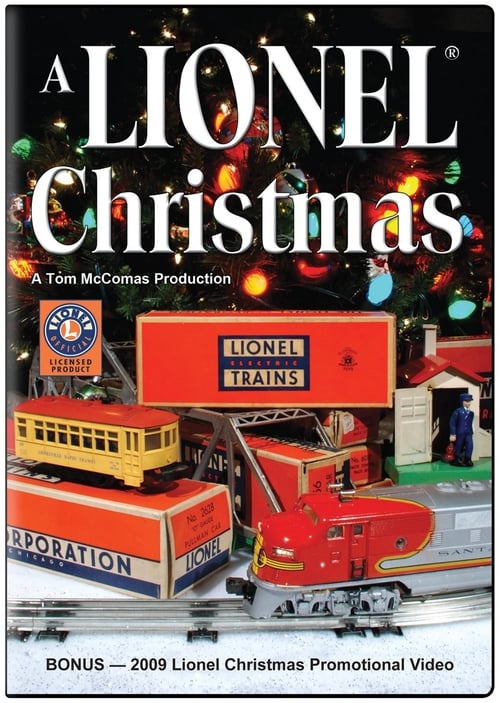 A LIONEL®
Christmas
A Tom McComas Production
LIONEL
OFFICIAL
L
LICENSED
PRODUCT
LIONEL
ELECTRIC
TRAINS
No. 2628
PULLMAN CAR
LIONEL
RPORATION
CHICAGO
SANTA
BONUS — 2009 Lionel Christmas Promotional Video